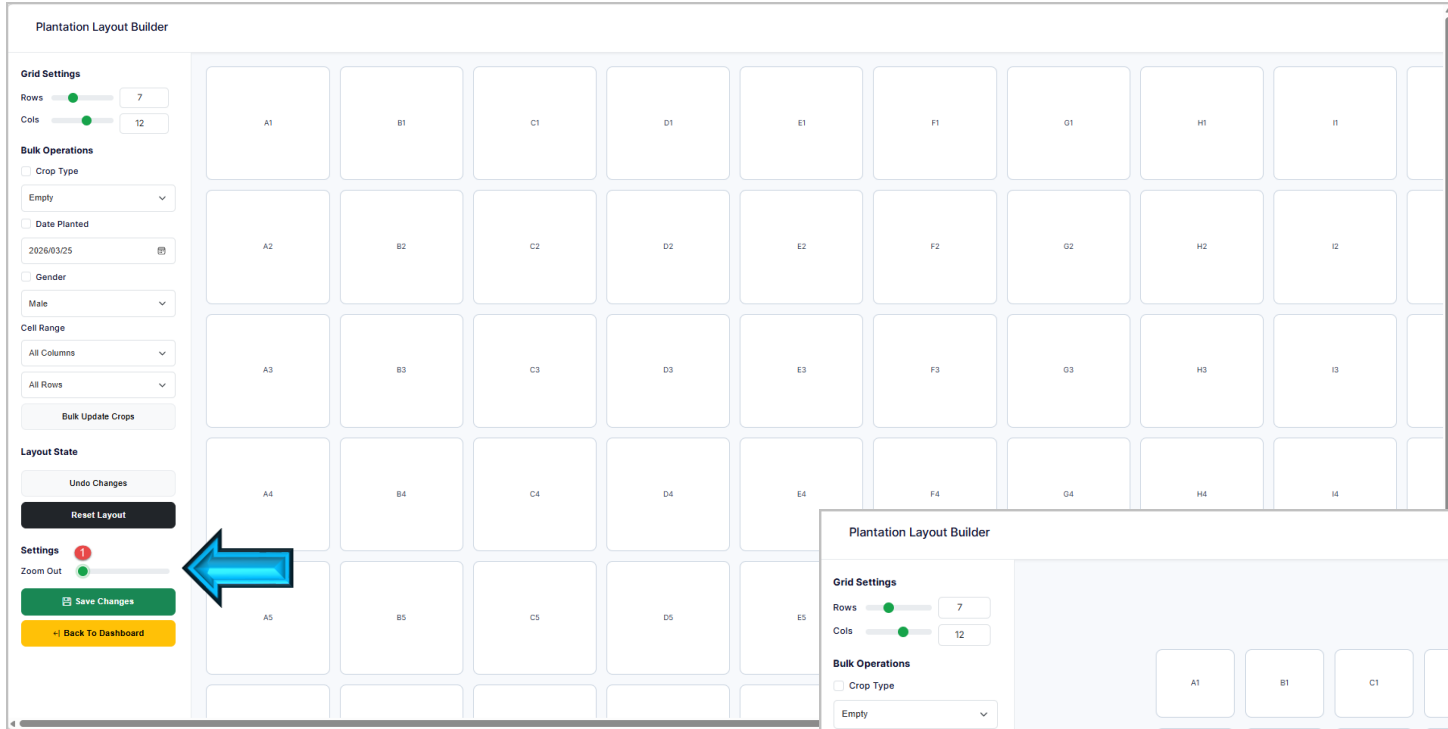 Plantation Layout Builder
Grid Settings
Rows 7
Cols 12
Bulk Operations
Crop Type
Empty
Date Planted
2026/03/25
Gender
Male
Cell Range
All Columns
All Rows
Bulk Update Crops
Layout State
Undo Changes
Reset Layout
Settings 1
Zoom Out
Save Changes
Back To Dashboard
A1 B1 C1 D1 E1 F1 G1 H1 I1
A2 B2 C2 D2 E2 F2 G2 H2 I2
A3 B3 C3 D3 E3 F3 G3 H3 I3
A4 B4 C4 D4 E4 F4 G4 H4 I4
A5 B5 C5 D5 E5
Plantation Layout Builder
Grid Settings
Rows 7
Cols 12
Bulk Operations
Crop Type
Empty
A1 B1 C1